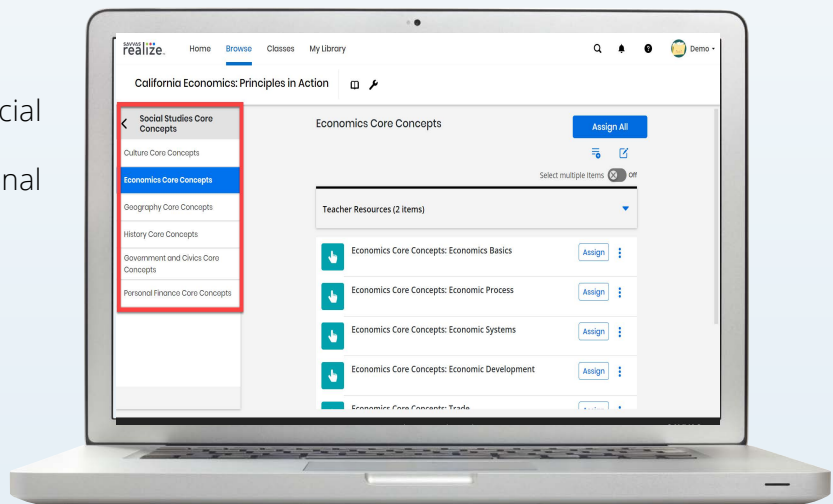 cial
nal
SAVVAS
realize. Home Browse Classes My Library Demo
California Economics: Principles in Action
Social Studies Core
Concepts
Culture Core Concepts
Economics Core Concepts
Geography Core Concepts
History Core Concepts
Government and Civics Core
Concepts
Personal Finance Core Concepts
Economics Core Concepts
Assign All
Select multiple items Off
Teacher Resources (2 items)
Economics Core Concepts: Economics Basics Assign
Economics Core Concepts: Economic Process Assign
Economics Core Concepts: Economic Systems Assign
Economics Core Concepts: Economic Development Assign
Economics Core Concepts: Trade